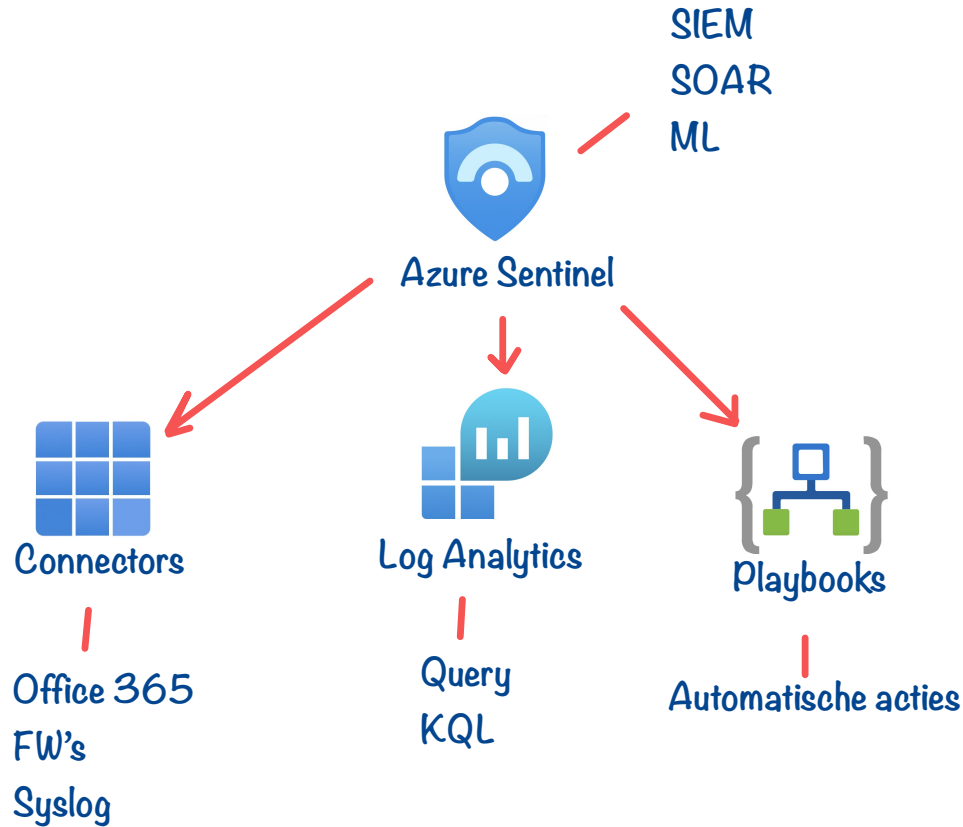 SIEM
SOAR
ML
Azure Sentinel
Connectors
Log Analytics
Playbooks
Office 365
FW's
Syslog
Query
KQL
Automatische acties